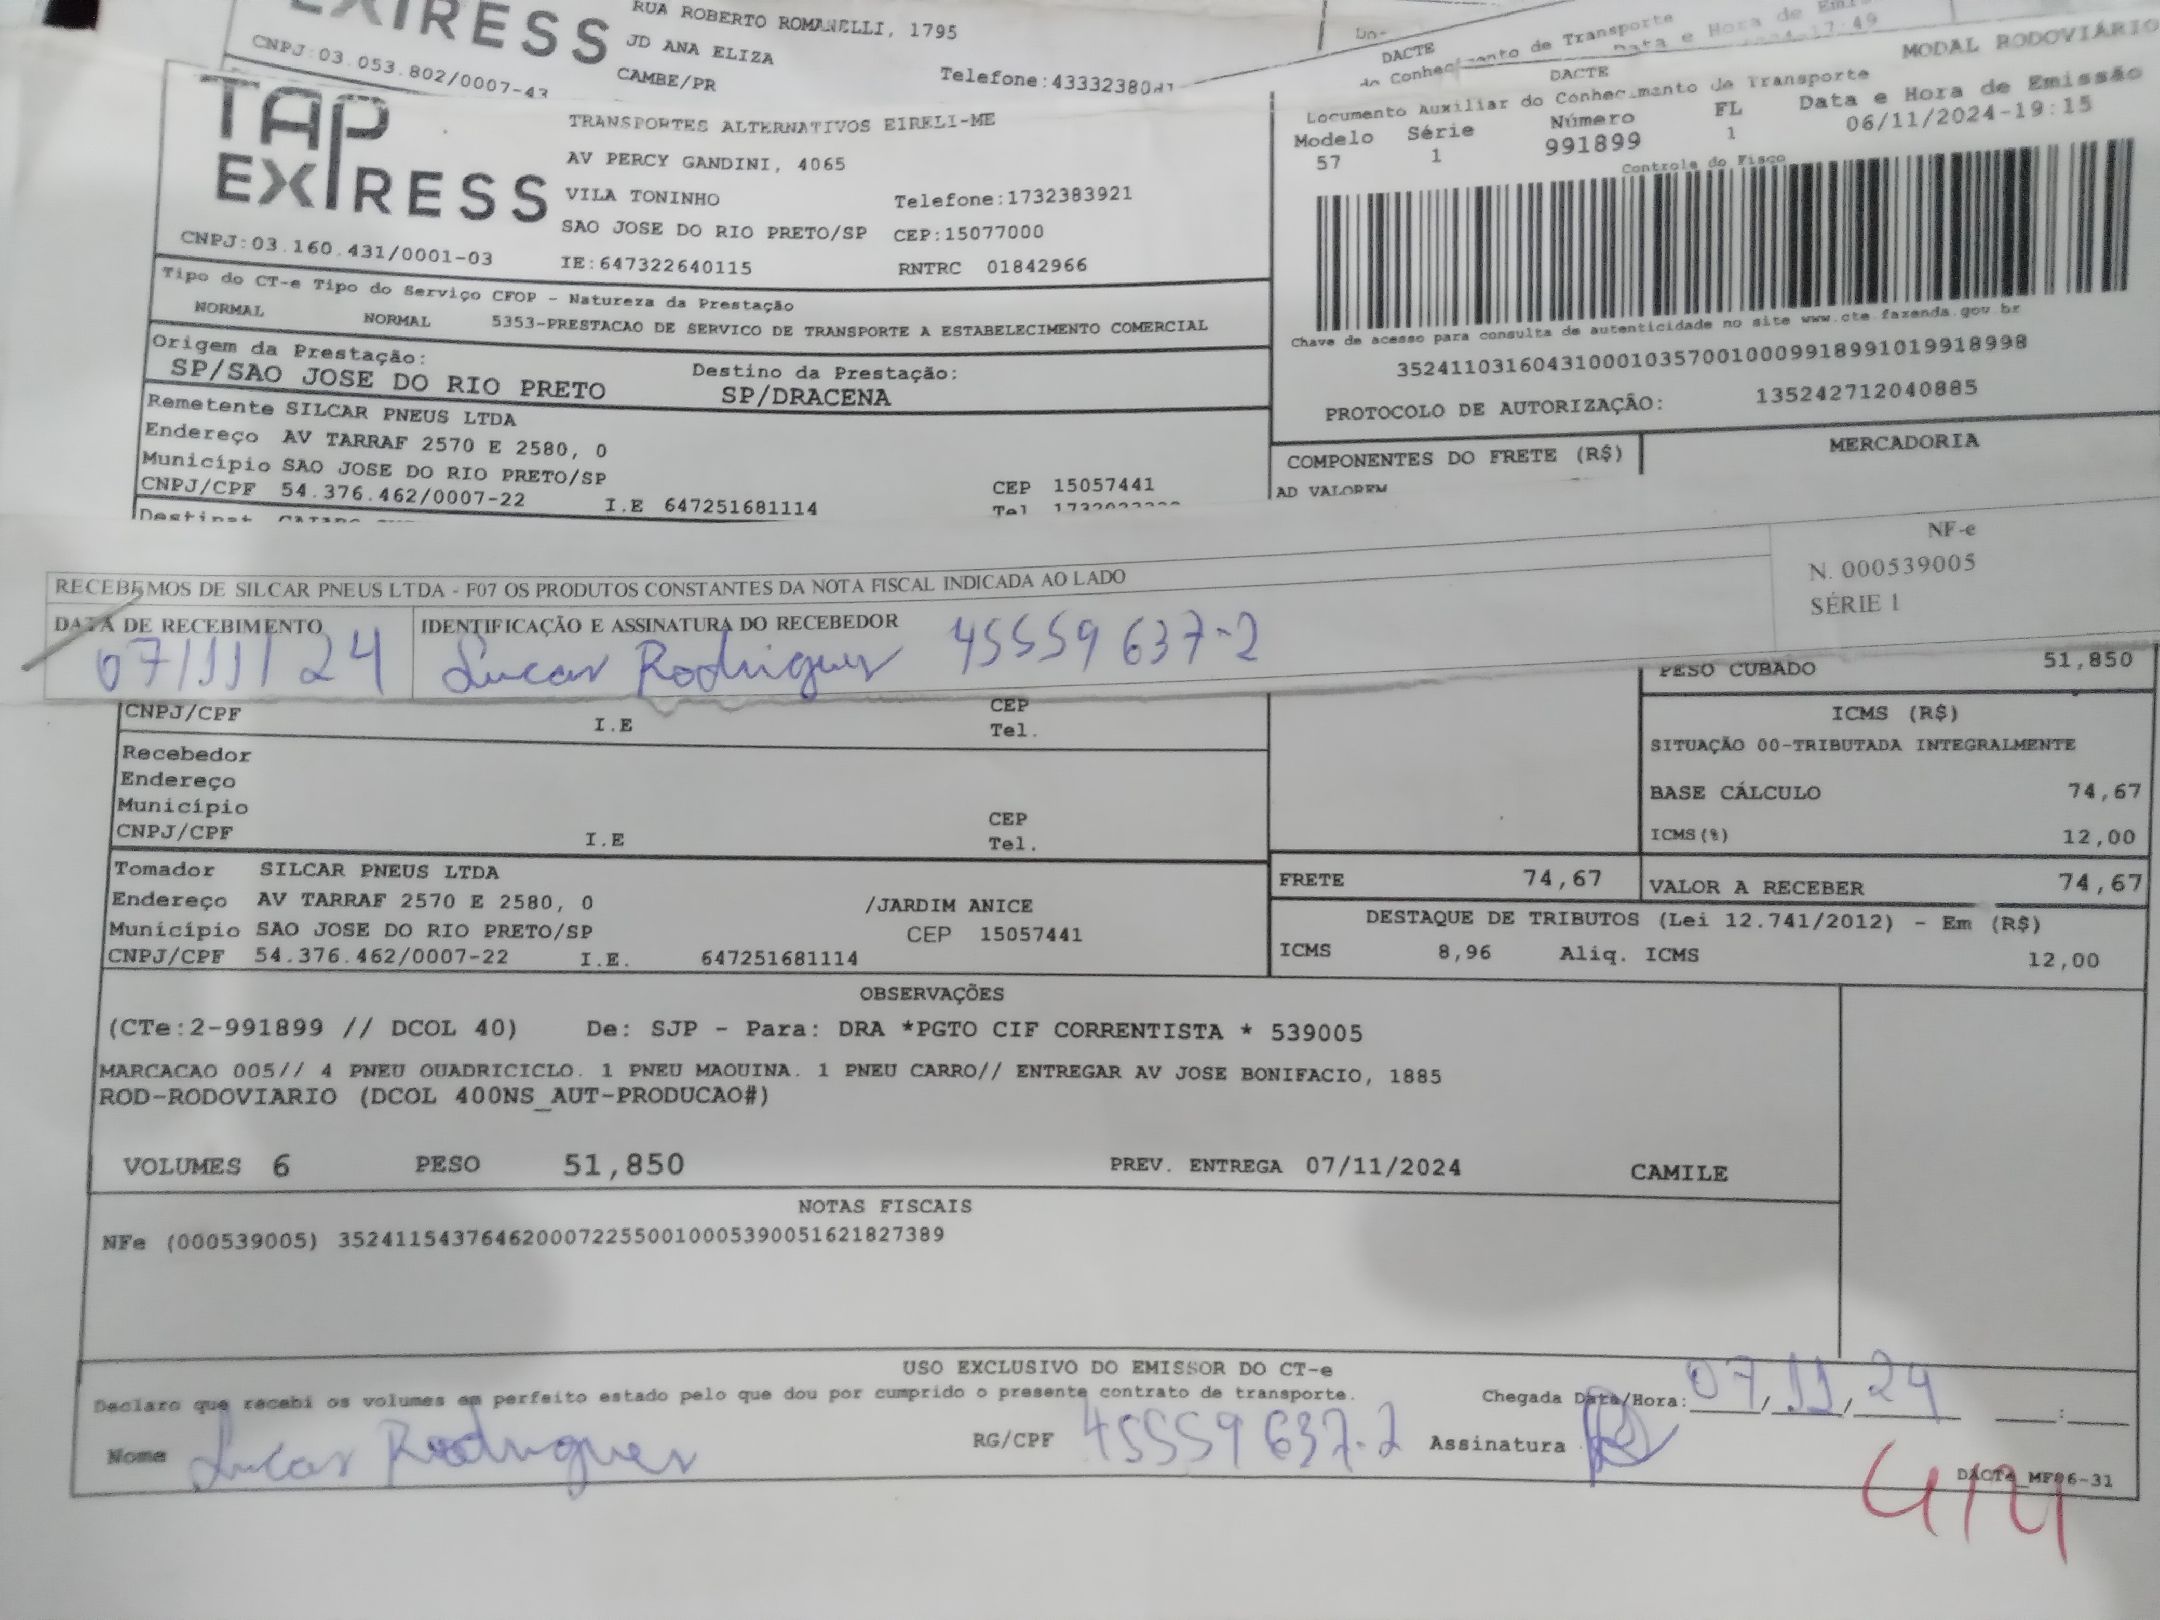 EXPRESS
CNPJ:03.053.802/0007-43
RUA ROBERTO ROMANELLI, 1795
JD ANA ELIZA
CAMBE/PR
DACTE
MODAL RODOVIÁRIO
TAP
EXPRESS
CNPJ:03.160.431/0001-03
TRANSPORTES ALTERNATIVOS EIRELI-ME
AV PERCY GANDINI, 4065
VILA TONINHO Telefone:1732383921
SAO JOSE DO RIO PRETO/SP CEP:15077000
IE:647322640115 RNTRC 01842966
DACTE
Documento Auxiliar do Conhecimento de Transporte
Modelo Série Número FL Data e Hora de Emissão
57 1 991899 1 06/11/2024-19:15
Controle do Fisco
Chave de acesso para consulta de autenticidade no site www.cte.fazenda.gov.br
35241103160431000103570010009918991019918998
PROTOCOLO DE AUTORIZAÇÃO: 135242712040885
Tipo do CT-e Tipo do Serviço CFOP - Natureza da Prestação
NORMAL NORMAL 5353-PRESTACAO DE SERVICO DE TRANSPORTE A ESTABELECIMENTO COMERCIAL
Origem da Prestação: Destino da Prestação:
SP/SAO JOSE DO RIO PRETO SP/DRACENA
Remetente SILCAR PNEUS LTDA
Endereço AV TARRAF 2570 E 2580, 0
Município SAO JOSE DO RIO PRETO/SP CEP 15057441
CNPJ/CPF 54.376.462/0007-22 I.E 647251681114 Tel
COMPONENTES DO FRETE (R$) MERCADORIA
AD VALOREM
RECEBEMOS DE SILCAR PNEUS LTDA - F07 OS PRODUTOS CONSTANTES DA NOTA FISCAL INDICADA AO LADO
NF-e
N. 000539005
SÉRIE 1
DATA DE RECEBIMENTO IDENTIFICAÇÃO E ASSINATURA DO RECEBEDOR
07/11/24 Lucas Rodrigues 45559637-2
PESO CUBADO 51,850
CNPJ/CPF I.E CEP
Tel.
Recebedor
Endereço
Município CEP
CNPJ/CPF I.E Tel.
ICMS (R$)
SITUAÇÃO 00-TRIBUTADA INTEGRALMENTE
BASE CÁLCULO 74,67
ICMS(%) 12,00
Tomador SILCAR PNEUS LTDA
Endereço AV TARRAF 2570 E 2580, 0 /JARDIM ANICE
Município SAO JOSE DO RIO PRETO/SP CEP 15057441
CNPJ/CPF 54.376.462/0007-22 I.E. 647251681114
FRETE 74,67 VALOR A RECEBER 74,67
DESTAQUE DE TRIBUTOS (Lei 12.741/2012) - Em (R$)
ICMS 8,96 Aliq. ICMS 12,00
OBSERVAÇÕES
(CTe:2-991899 // DCOL 40) De: SJP - Para: DRA *PGTO CIF CORRENTISTA * 539005
MARCACAO 005// 4 PNEU QUADRICICLO. 1 PNEU MAQUINA. 1 PNEU CARRO// ENTREGAR AV JOSE BONIFACIO, 1885
ROD-RODOVIARIO (DCOL 400NS_AUT-PRODUCAO#)
VOLUMES 6 PESO 51,850 PREV. ENTREGA 07/11/2024 CAMILE
NOTAS FISCAIS
NFe (000539005) 35241154376462000722550010005390051621827389
USO EXCLUSIVO DO EMISSOR DO CT-e
Declaro que recebi os volumes em perfeito estado pelo que dou por cumprido o presente contrato de transporte. Chegada Data/Hora: 07/11/24 :
Nome Lucas Rodrigues RG/CPF 45559637-2 Assinatura